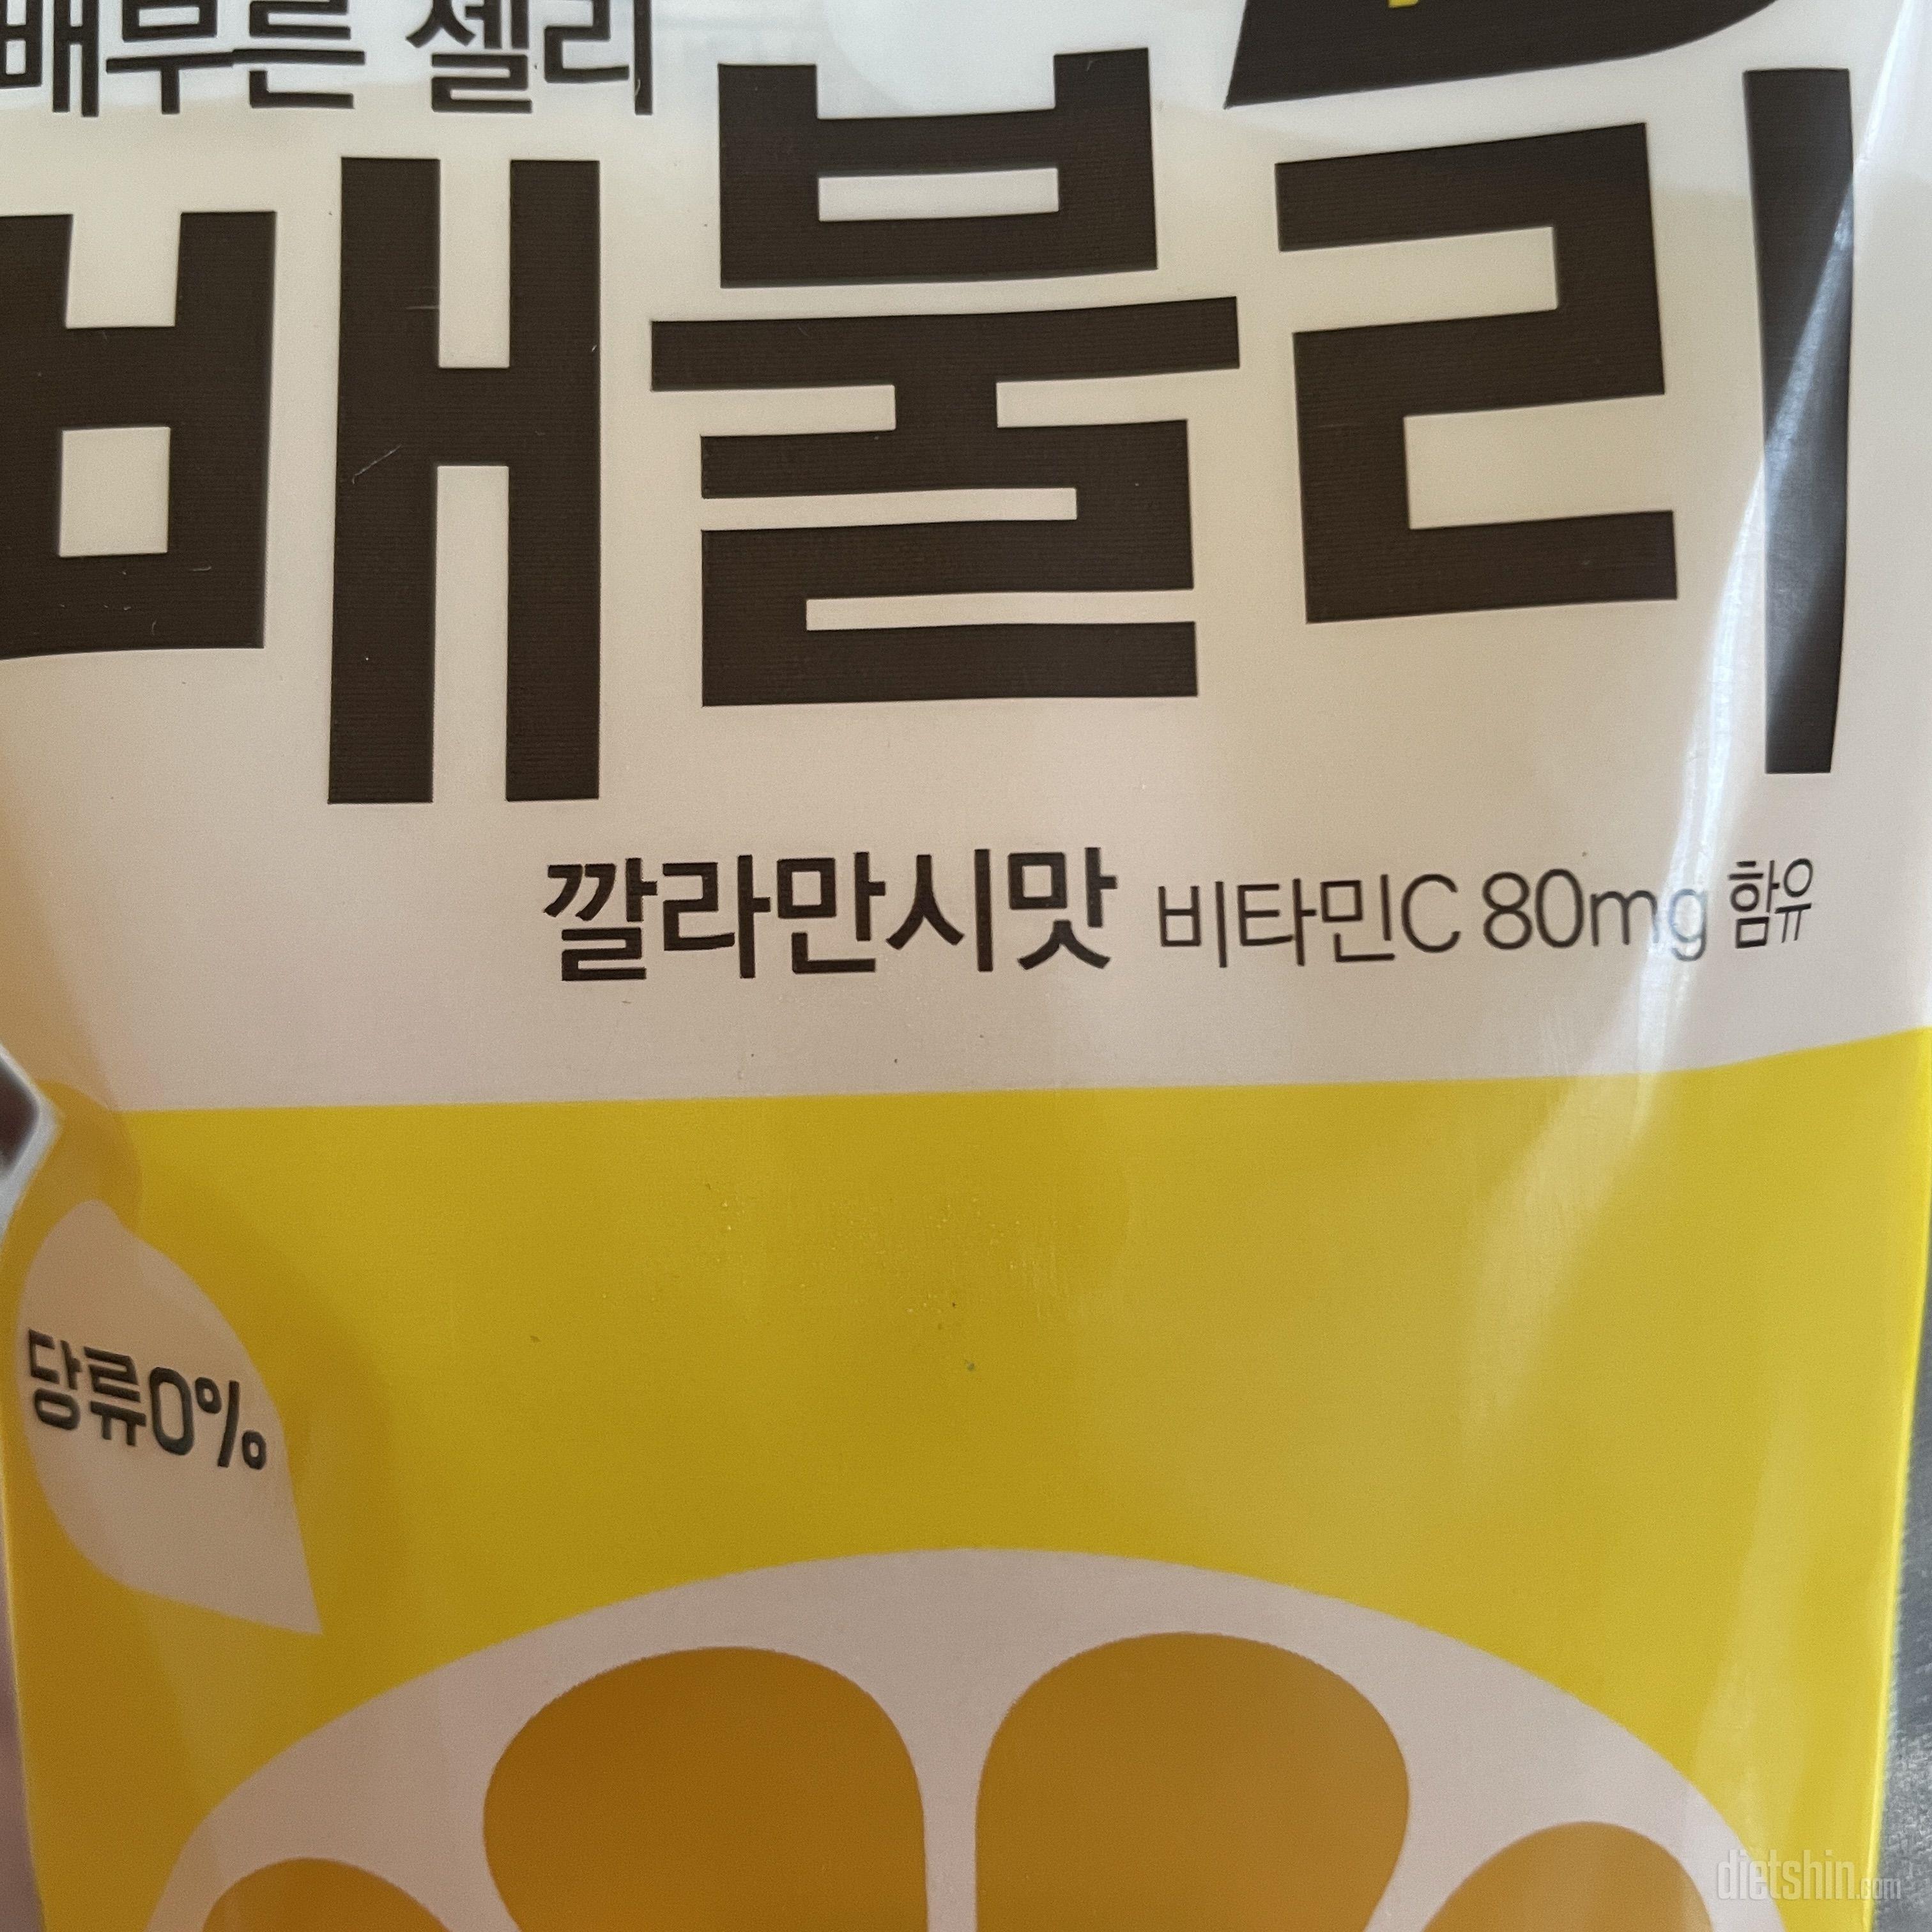 배부른 젤리
배불리
깔라만시맛 비타민C 80mg 함유
당류0%
dietshin.com